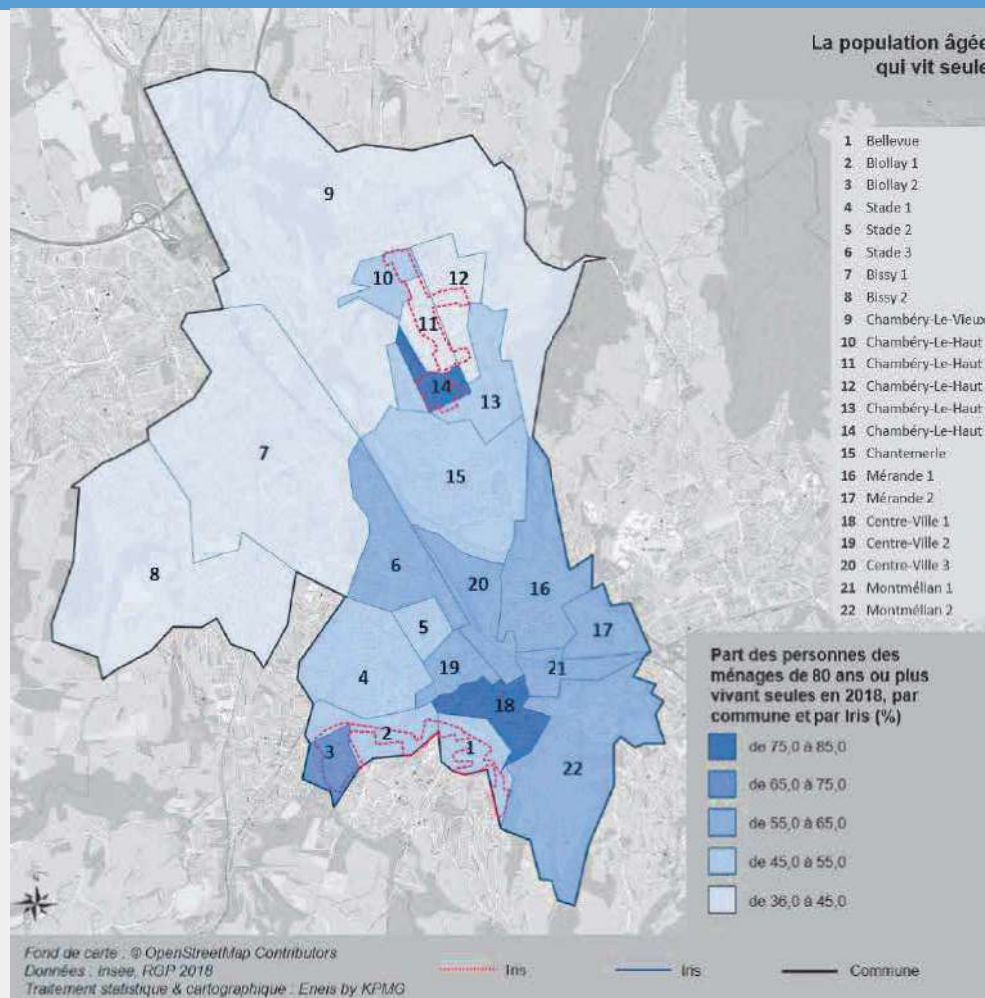 La population âgée
qui vit seule
1 Bellevue
2 Biollay 1
3 Biollay 2
4 Stade 1
5 Stade 2
6 Stade 3
7 Bissy 1
8 Bissy 2
9 Chambéry-Le-Vieux
10 Chambéry-Le-Haut
11 Chambéry-Le-Haut
12 Chambéry-Le-Haut
13 Chambéry-Le-Haut
14 Chambéry-Le-Haut
15 Chantemerle
16 Mérande 1
17 Mérande 2
18 Centre-Ville 1
19 Centre-Ville 2
20 Centre-Ville 3
21 Montmélian 1
22 Montmélian 2
9
10
12
11
14
13
7
15
8
6
20
16
5
17
19
21
4
18
2
3
1
22
Part des personnes des
ménages de 80 ans ou plus
vivant seules en 2018, par
commune et par Iris (%)
de 75,0 à 85,0
de 65,0 à 75,0
de 55,0 à 65,0
de 45,0 à 55,0
de 36,0 à 45,0
Fond de carte : © OpenStreetMap Contributors
Données : Insee, RGP 2018
Traitement statistique & cartographique : Eneis by KPMG
Iris
Iris
Commune